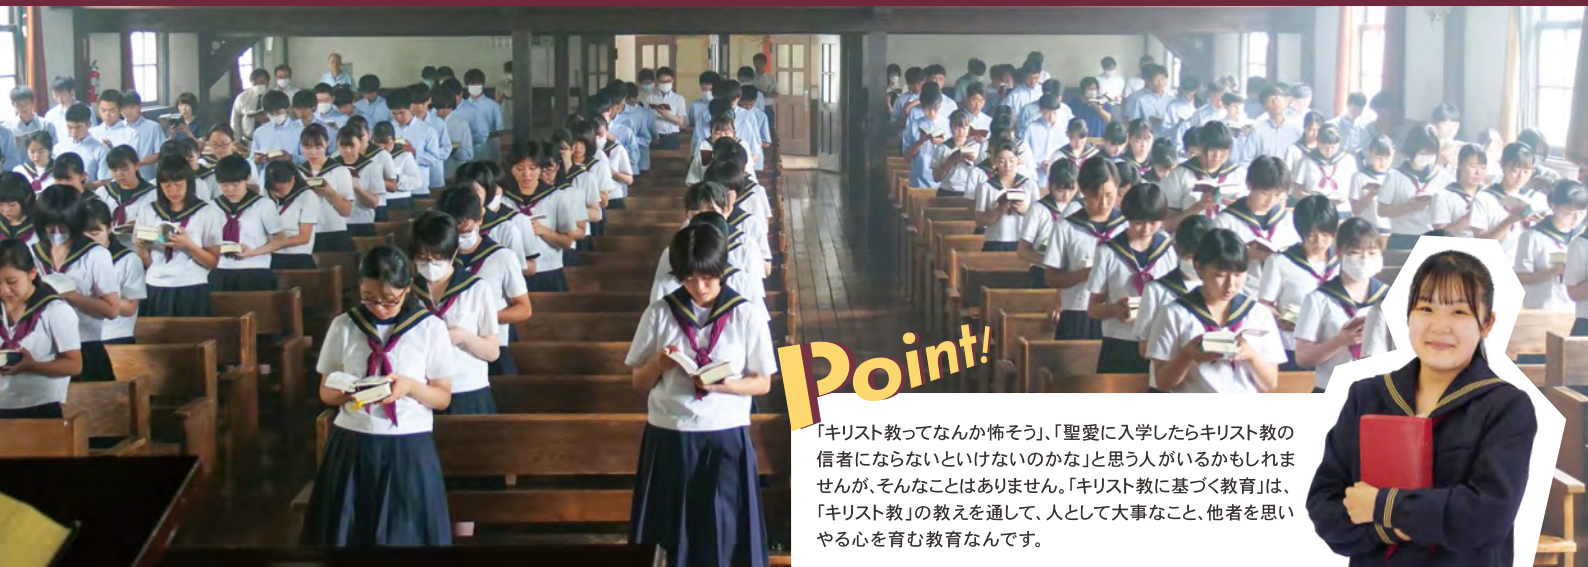 Point!
「キリスト教ってなんか怖そう」、「聖愛に入学したらキリスト教の
信者にならないといけないのかな」と思う人がいるかもしれま
せんが、そんなことはありません。「キリスト教に基づく教育」は、
「キリスト教」の教えを通して、人として大事なこと、他者を思い
やる心を育む教育なんです。